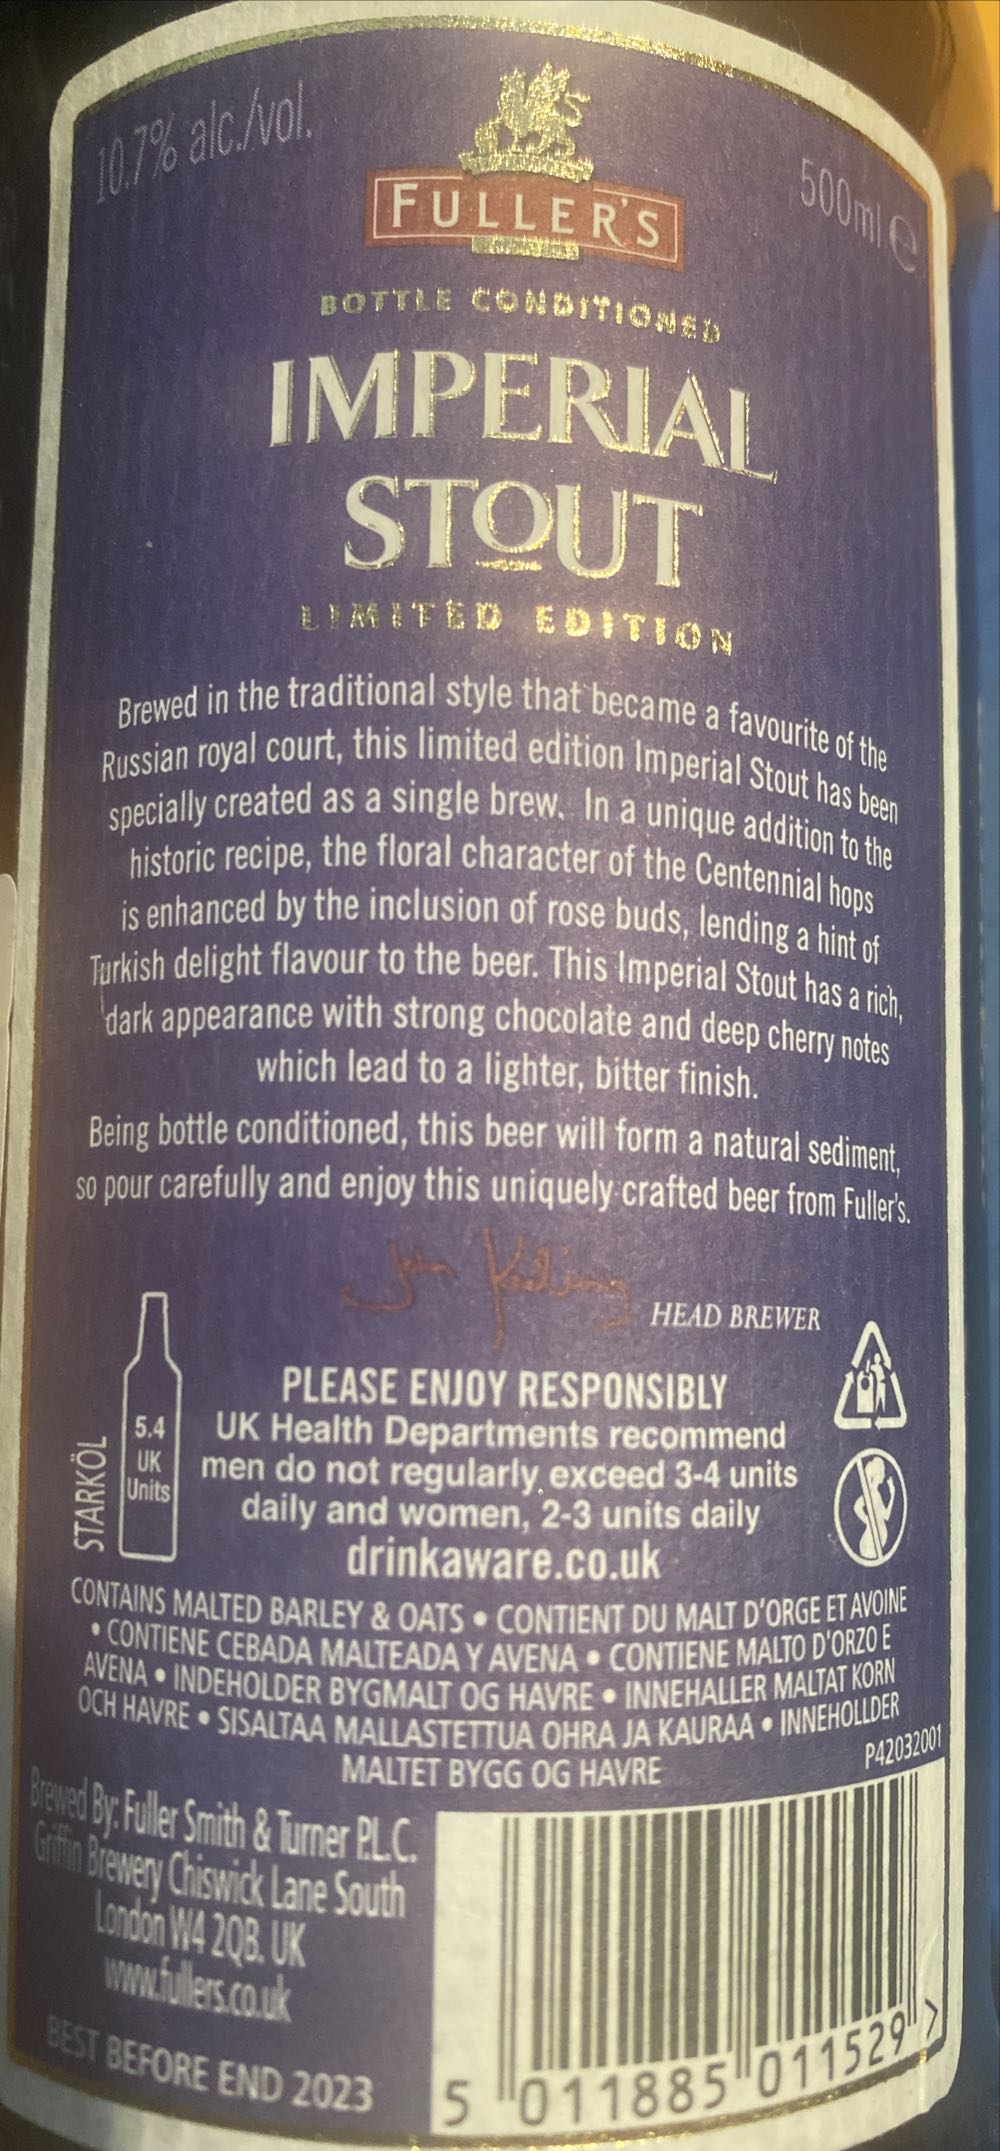 10.7% alc./vol.
500ml e
FULLER'S
BOTTLE CONDITIONED
IMPERIAL
STOUT
LIMITED EDITION
Brewed in the traditional style that became a favourite of the
Russian royal court, this limited edition Imperial Stout has been
specially created as a single brew. In a unique addition to the
historic recipe, the floral character of the Centennial hops
is enhanced by the inclusion of rose buds, lending a hint of
Turkish delight flavour to the beer. This Imperial Stout has a rich,
dark appearance with strong chocolate and deep cherry notes
which lead to a lighter, bitter finish.
Being bottle conditioned, this beer will form a natural sediment,
so pour carefully and enjoy this uniquely crafted beer from Fuller's.
John Keeling
HEAD BREWER
STARKÖL
5.4
UK
Units
PLEASE ENJOY RESPONSIBLY
UK Health Departments recommend
men do not regularly exceed 3-4 units
daily and women, 2-3 units daily
drinkaware.co.uk
CONTAINS MALTED BARLEY & OATS • CONTIENT DU MALT D'ORGE ET AVOINE
• CONTIENE CEBADA MALTEADA Y AVENA • CONTIENE MALTO D'ORZO E
AVENA • INDEHOLDER BYGMALT OG HAVRE • INNEHALLER MALTAT KORN
OCH HAVRE • SISALTAA MALLASTETTUA OHRA JA KAURAA • INNEHOLLDER
MALTET BYGG OG HAVRE
P42032001
Brewed By: Fuller Smith & Turner P.L.C.
Griffin Brewery Chiswick Lane South
London W4 2QB. UK
www.fullers.co.uk
BEST BEFORE END 2023
5 011885 011529 >